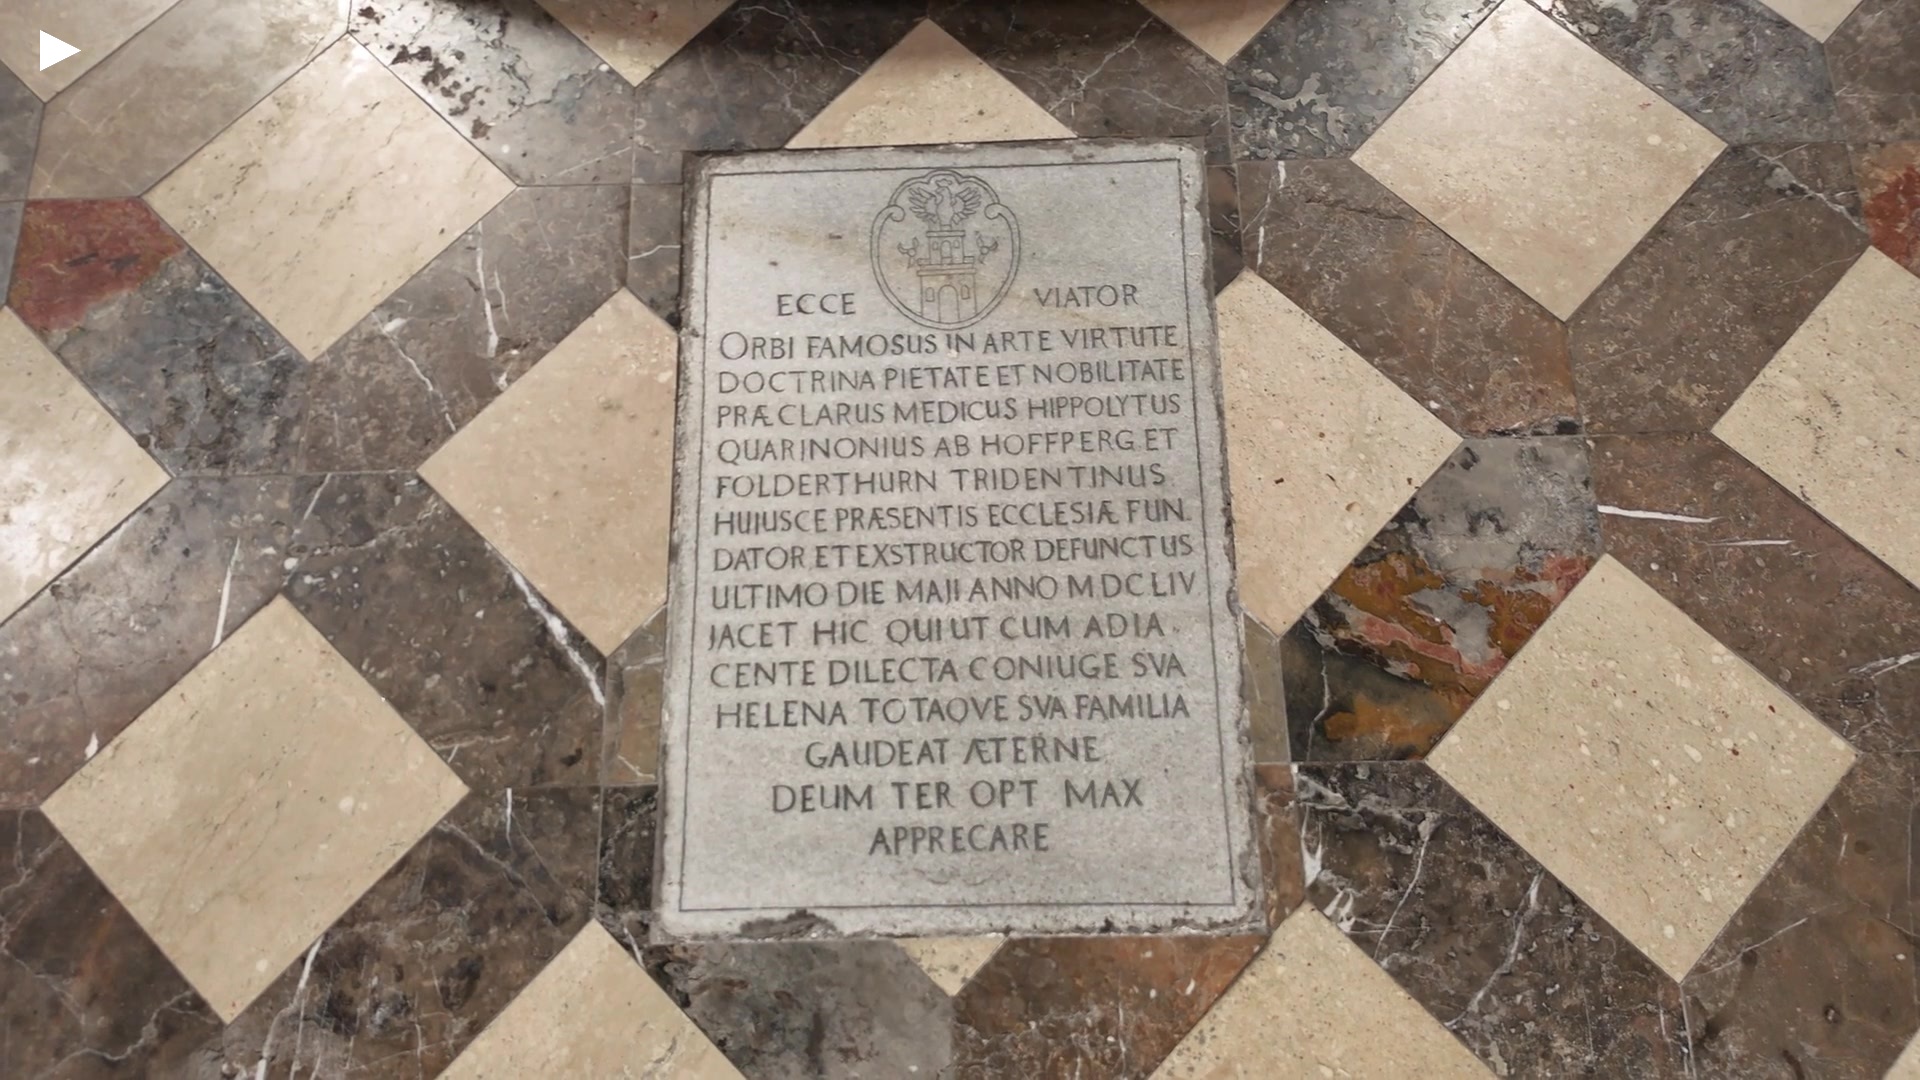 ECCE VIATOR
ORBI FAMOSUS IN ARTE VIRTUTE
DOCTRINA PIETATE ET NOBILITATE
PRÆCLARUS MEDICUS HIPPOLYTUS
QUARINONIUS AB HOFFPERG ET
FOLDERTHURN TRIDENTINUS
HUIUSCE PRÆSENTIS ECCLESIÆ FUN.
DATOR ET EXSTRUCTOR DEFUNCTUS
ULTIMO DIE MAJI ANNO MDCLIV
JACET HIC QUI UT CUM ADIA.
CENTE DILECTA CONIUGE SVA
HELENA TOTAQVE SVA FAMILIA
GAUDEAT ÆTERNE
DEUM TER OPT MAX
APPRECARE